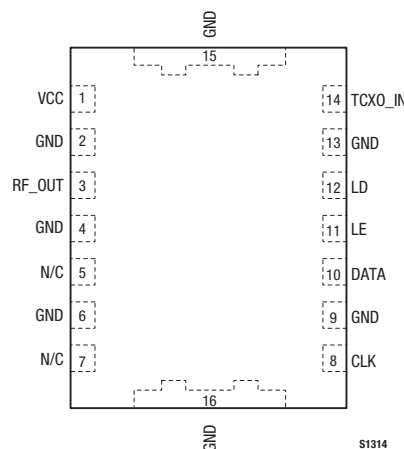 GND
15
VCC 1
GND 2
RF_OUT 3
GND 4
N/C 5
GND 6
N/C 7
14 TCXO_IN
13 GND
12 LD
11 LE
10 DATA
9 GND
8 CLK
16
GND
S1314